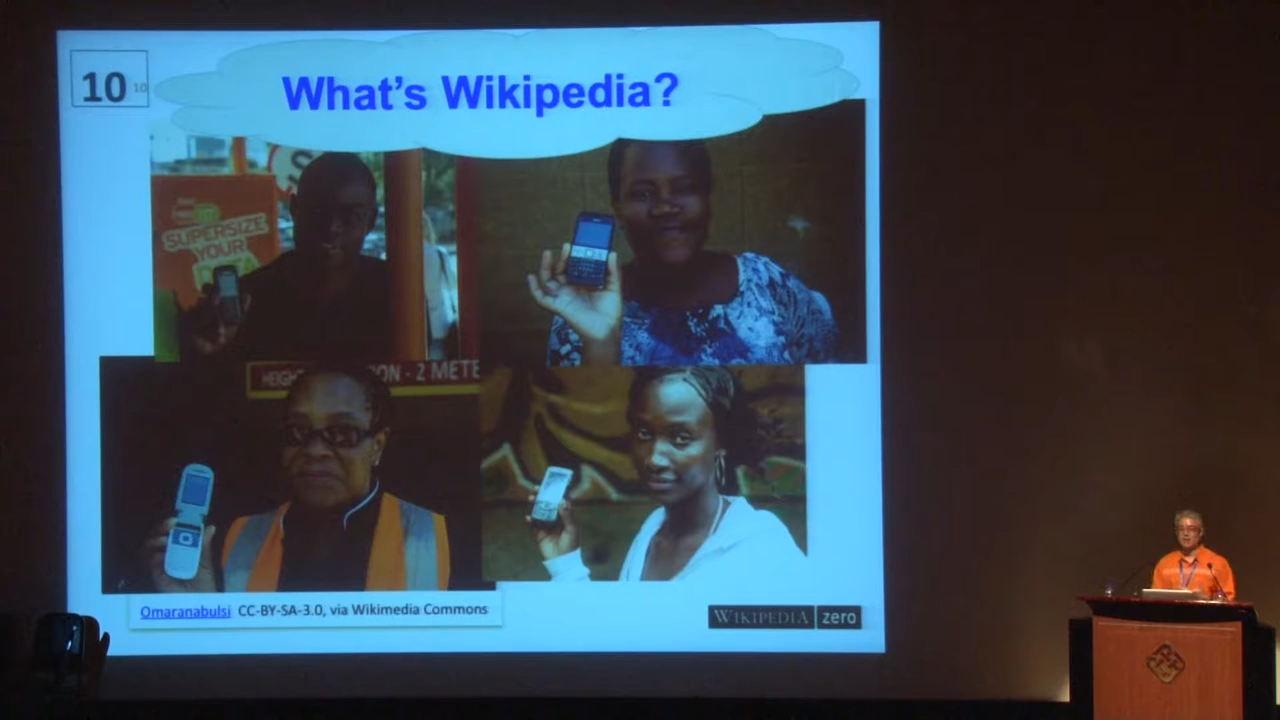 10 10
What's Wikipedia?
SUPERSIZE
YOUR
HEIGH ON - 2 METE
Omaranabulsi CC-BY-SA-3.0, via Wikimedia Commons
WIKIPEDIA zero